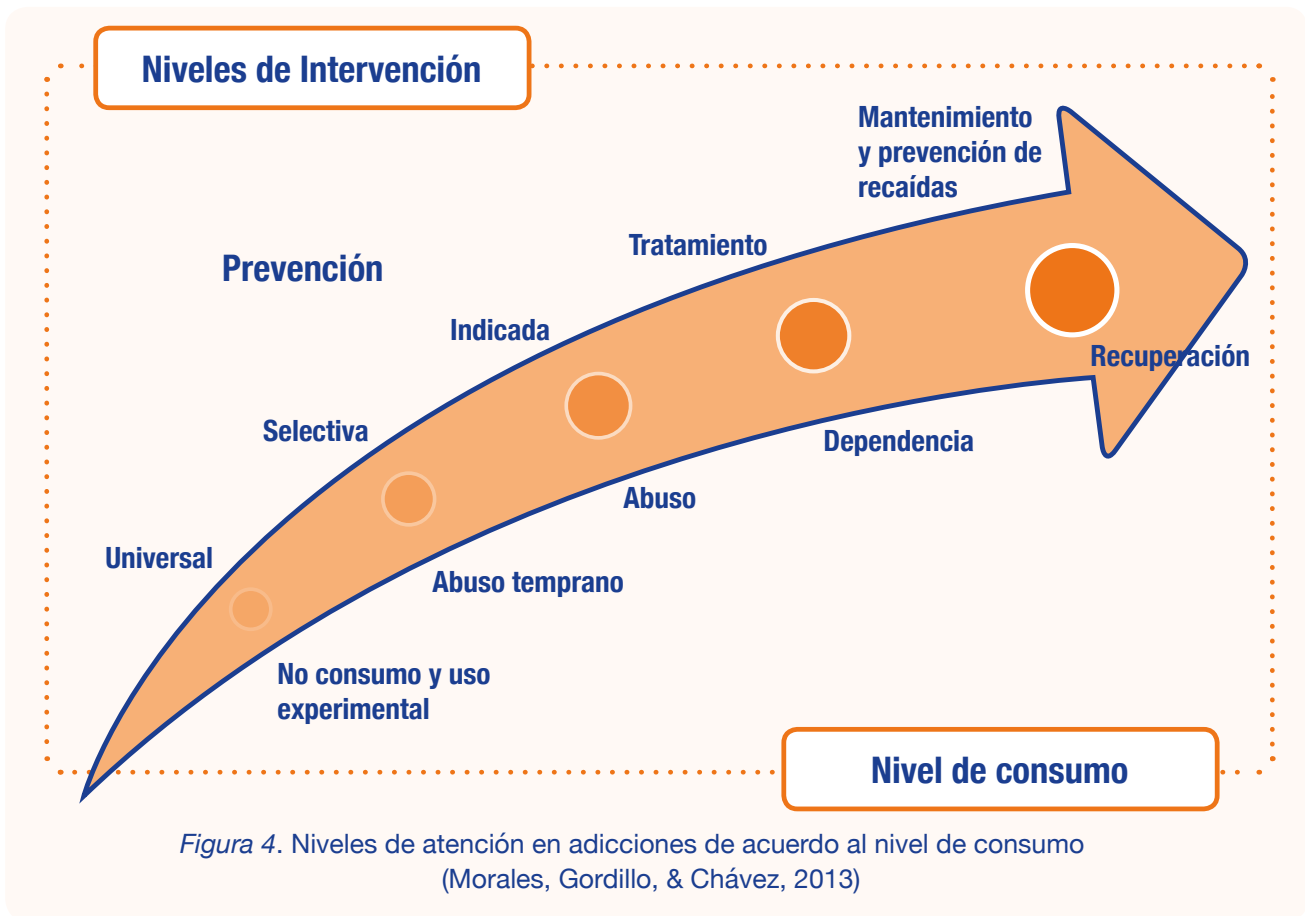 Niveles de Intervención
Mantenimiento
y prevención de
recaídas
Tratamiento
Prevención
Indicada
Recuperación
Selectiva
Dependencia
Abuso
Universal
Abuso temprano
No consumo y uso
experimental
Nivel de consumo
Figura 4. Niveles de atención en adicciones de acuerdo al nivel de consumo
(Morales, Gordillo, & Chávez, 2013)